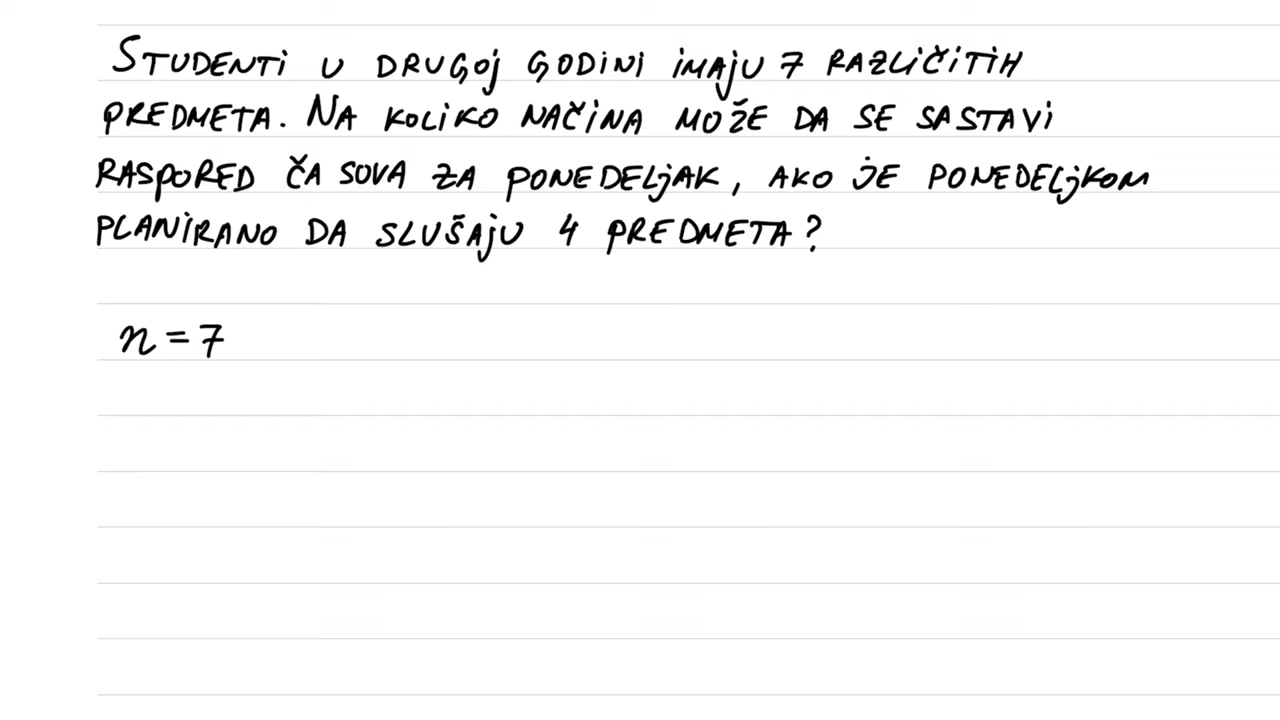 Studenti u drugoj godini imaju 7 različitih
predmeta. Na koliko načina može da se sastavi
raspored časova za ponedeljak, ako je ponedeljkom
planirano da slušaju 4 predmeta?
n = 7